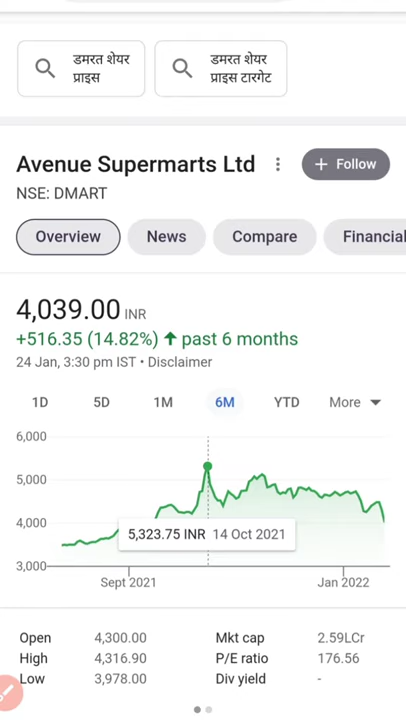 डमरत शेयर
प्राइस
डमरत शेयर
प्राइस टारगेट
Avenue Supermarts Ltd
+ Follow
NSE: DMART
Overview News Compare Financial
4,039.00 INR
+516.35 (14.82%) ↑ past 6 months
24 Jan, 3:30 pm IST • Disclaimer
1D 5D 1M 6M YTD More
6,000
5,000
4,000
3,000
5,323.75 INR 14 Oct 2021
Sept 2021 Jan 2022
Open 4,300.00 Mkt cap 2.59LCr
High 4,316.90 P/E ratio 176.56
Low 3,978.00 Div yield -